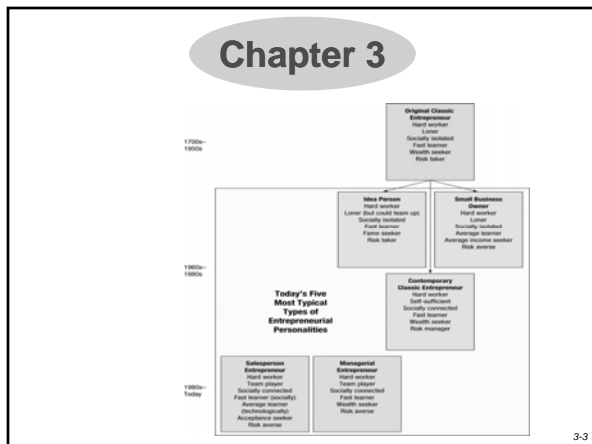 Chapter 3
1700s–
1950s
Original Classic
Entrepreneur
Hard worker
Loner
Socially isolated
Fast learner
Wealth seeker
Risk taker
Idea Person
Hard worker
Loner (but could team up)
Socially isolated
Fast learner
Fame seeker
Risk taker
Small Business
Owner
Hard worker
Loner
Socially isolated
Average learner
Average income seeker
Risk averse
1960s–
1980s
Today's Five
Most Typical
Types of
Entrepreneurial
Personalities
Contemporary
Classic Entrepreneur
Hard worker
Self-sufficient
Socially connected
Fast learner
Wealth seeker
Risk manager
1980s–
Today
Salesperson
Entrepreneur
Hard worker
Team player
Socially connected
Fast learner (socially)
Average learner
(technologically)
Acceptance seeker
Risk averse
Managerial
Entrepreneur
Hard worker
Team player
Socially connected
Fast learner
Wealth seeker
Risk averse
3-3